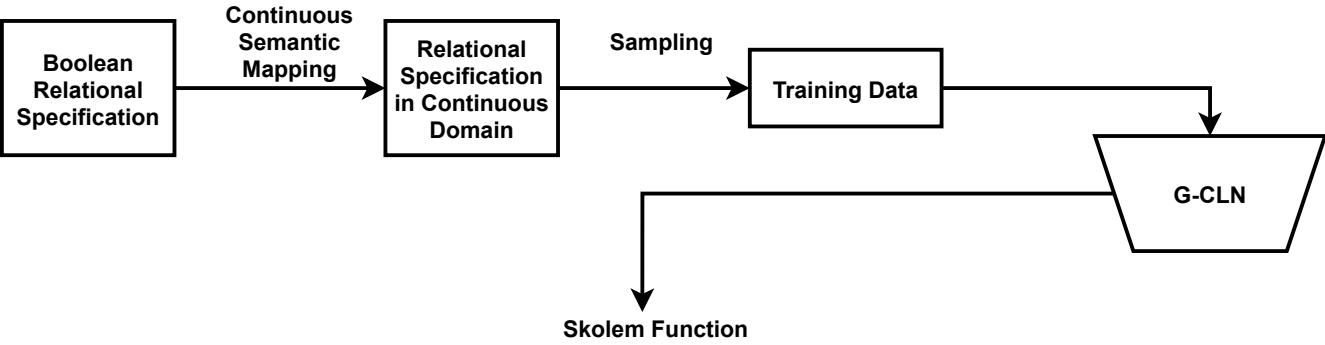 Boolean
Relational
Specification
Continuous
Semantic
Mapping
Relational
Specification
in Continuous
Domain
Sampling
Training Data
G-CLN
Skolem Function